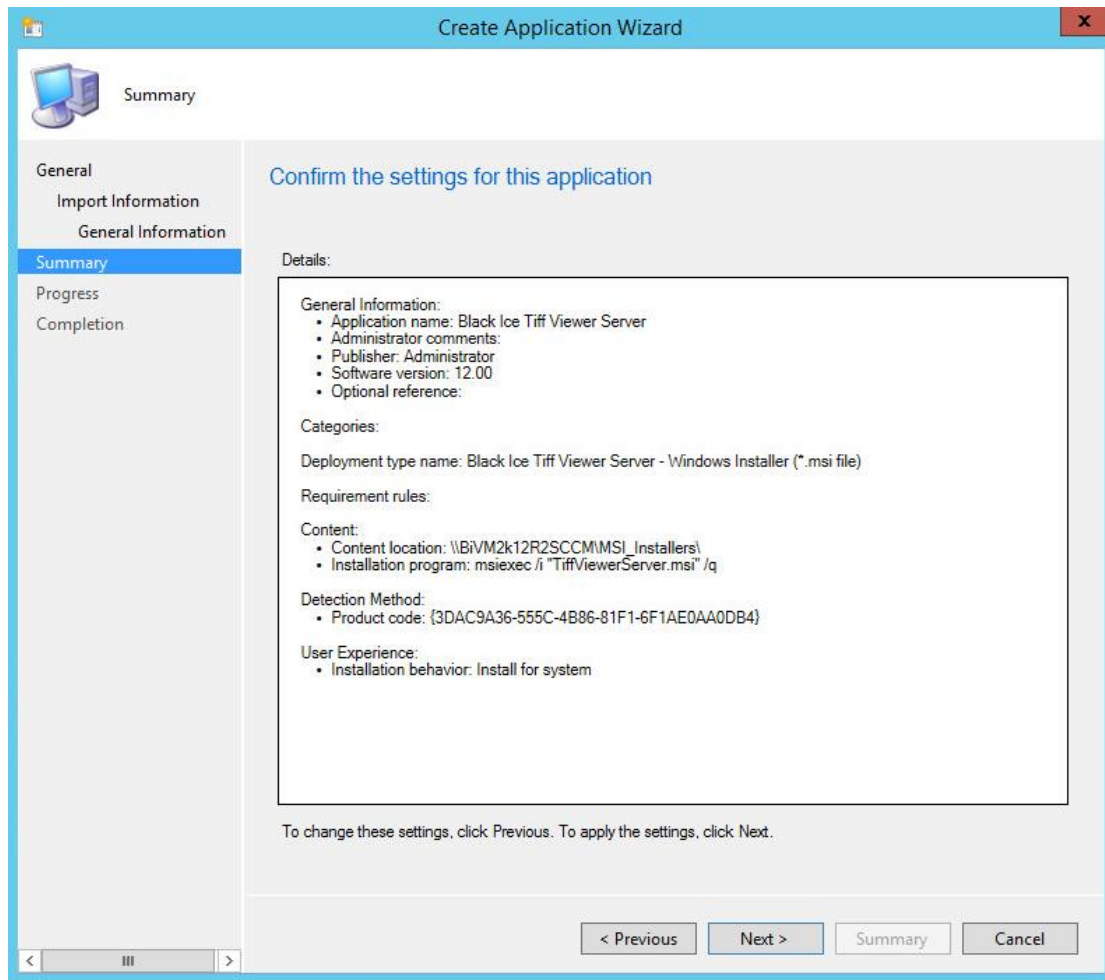 Create Application Wizard
x
Summary
General
Import Information
General Information
Summary
Progress
Completion
Confirm the settings for this application
Details:
General Information:
• Application name: Black Ice Tiff Viewer Server
• Administrator comments:
• Publisher: Administrator
• Software version: 12.00
• Optional reference:
Categories:
Deployment type name: Black Ice Tiff Viewer Server - Windows Installer (*.msi file)
Requirement rules:
Content:
• Content location: \\BiVM2k12R2SCCM\MSI_Installers\
• Installation program: msiexec /i "TiffViewerServer.msi" /q
Detection Method:
• Product code: {3DAC9A36-555C-4B86-81F1-6F1AE0AA0DB4}
User Experience:
• Installation behavior: Install for system
To change these settings, click Previous. To apply the settings, click Next.
< Previous
Next >
Summary
Cancel